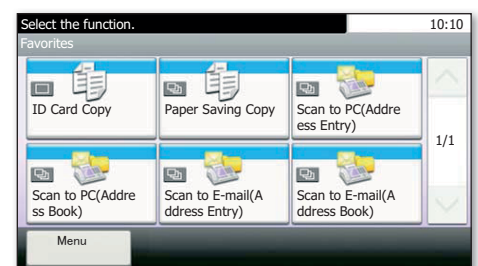 Select the function.
10:10
Favorites
ID Card Copy
Paper Saving Copy
Scan to PC(Addre
ess Entry)
1/1
Scan to PC(Addre
ss Book)
Scan to E-mail(A
ddress Entry)
Scan to E-mail(A
ddress Book)
Menu